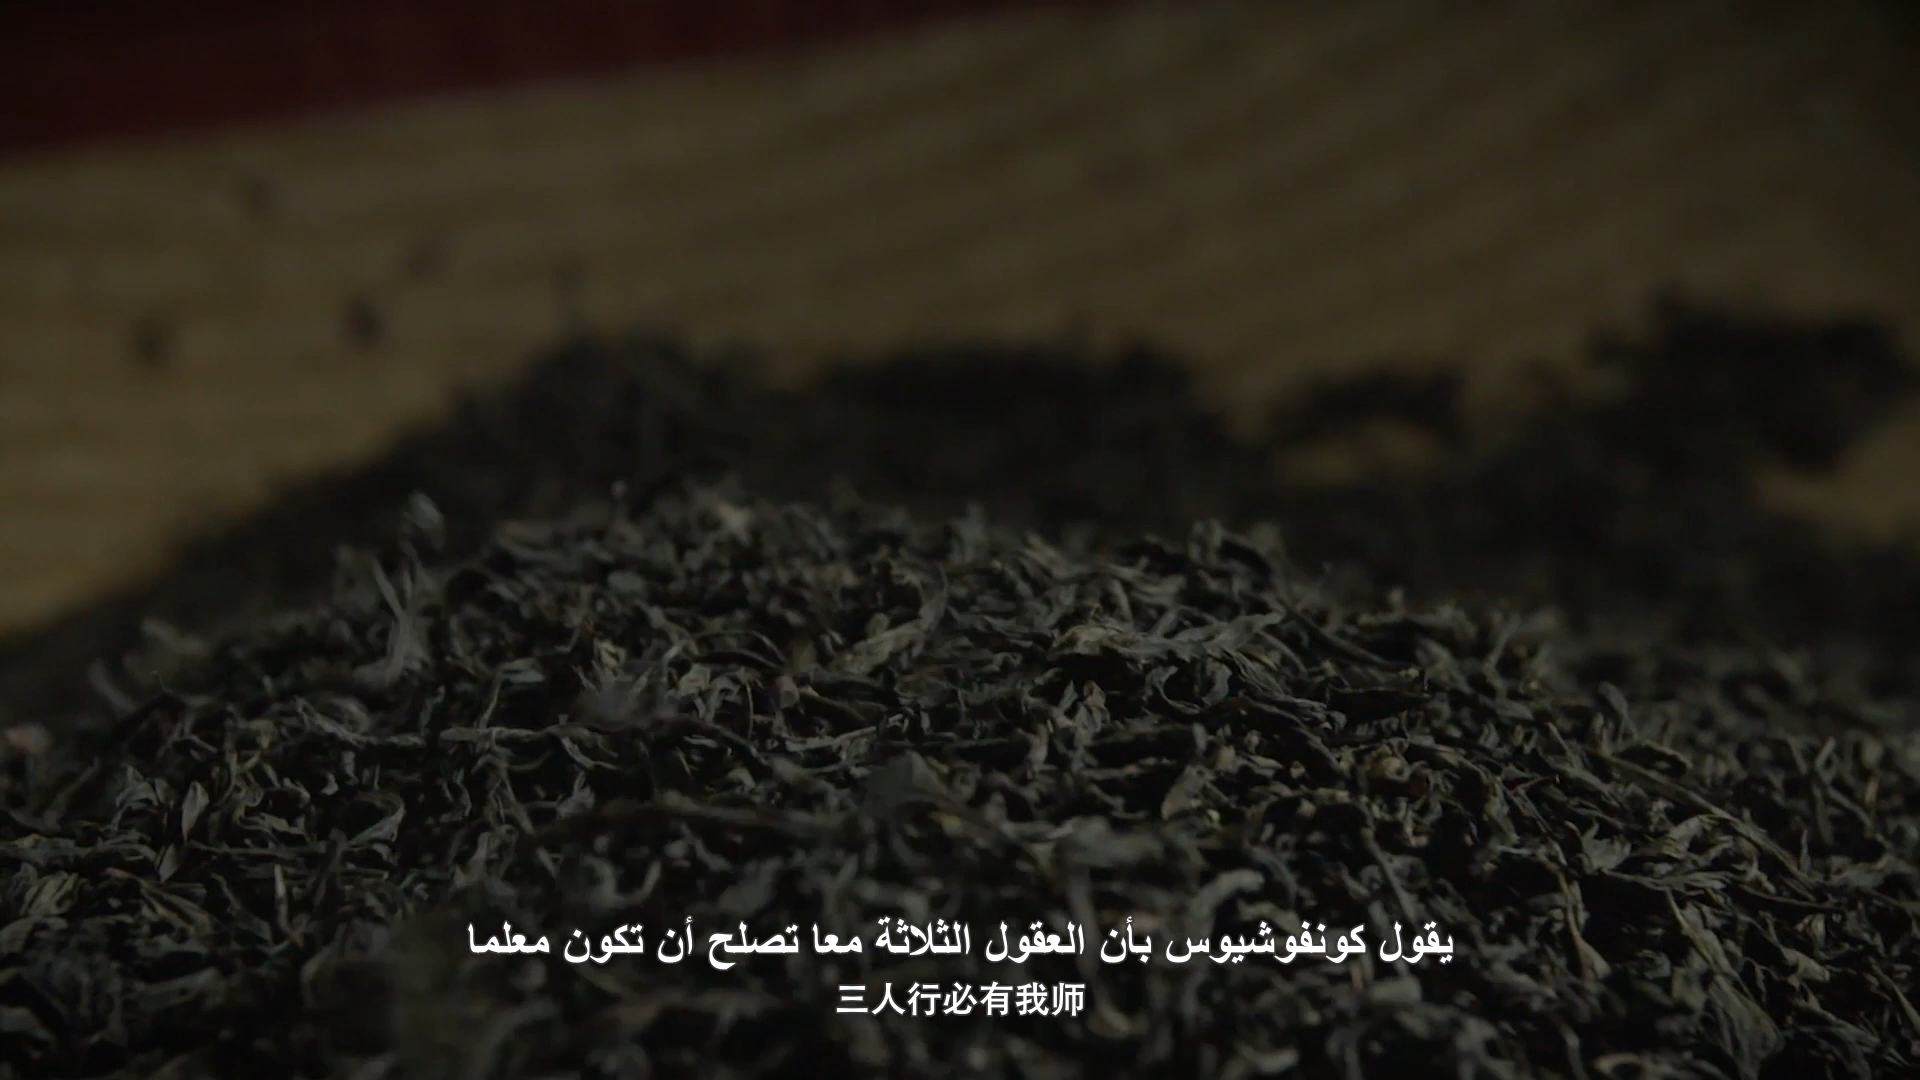 يقول كونفوشيوس بأن العقول الثلاثة معا تصلح أن تكون معلما
三人行必有我师